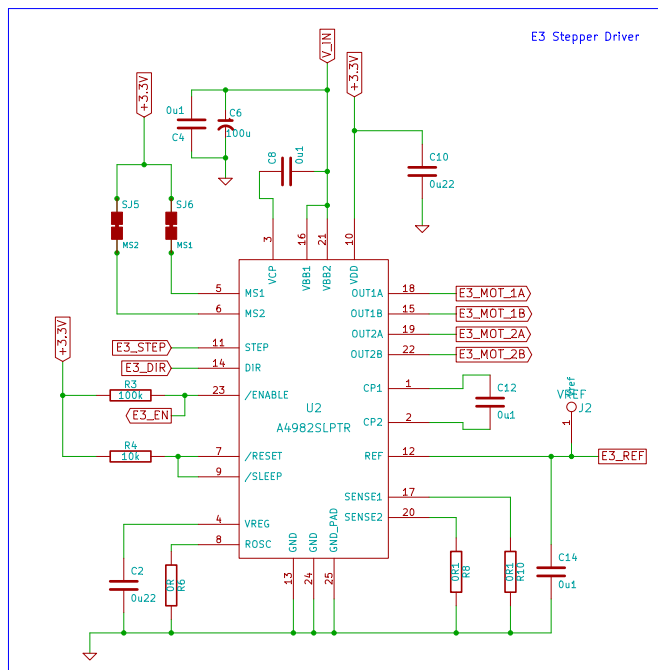 E3 Stepper Driver
V_IN
+3.3V
+3.3V
0u1
C6
C4
100u
C8
0u1
C10
0u22
SJ5
SJ6
MS2
MS1
3
16
21
10
VCP
VBB1
VBB2
VDD
5
MS1
6
MS2
E3_STEP
11
STEP
E3_DIR
14
DIR
+3.3V
R3
100k
23
/ENABLE
E3_EN
R4
10k
7
/RESET
9
/SLEEP
4
VREG
8
ROSC
U2
A4982SLPTR
OUT1A
18
E3_MOT_1A
OUT1B
15
E3_MOT_1B
OUT2A
19
E3_MOT_2A
OUT2B
22
E3_MOT_2B
CP1
1
C12
0u1
CP2
2
VREF
Vref
J2
1
REF
12
E3_REF
SENSE1
17
SENSE2
20
GND
GND
GND_PAD
13
24
25
C2
0u22
0R
R6
0R1
R8
0R1
R10
C14
0u1